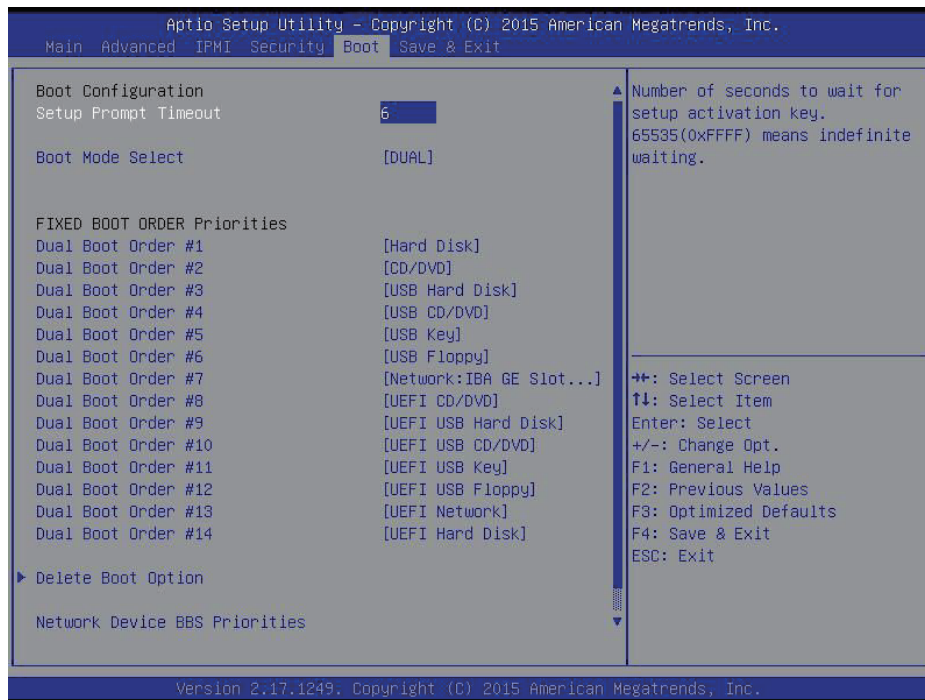 Aptio Setup Utility – Copyright (C) 2015 American Megatrends, Inc.
Main Advanced IPMI Security Boot Save & Exit
Boot Configuration
Setup Prompt Timeout 6
Boot Mode Select [DUAL]
FIXED BOOT ORDER Priorities
Dual Boot Order #1 [Hard Disk]
Dual Boot Order #2 [CD/DVD]
Dual Boot Order #3 [USB Hard Disk]
Dual Boot Order #4 [USB CD/DVD]
Dual Boot Order #5 [USB Key]
Dual Boot Order #6 [USB Floppy]
Dual Boot Order #7 [Network:IBA GE Slot...]
Dual Boot Order #8 [UEFI CD/DVD]
Dual Boot Order #9 [UEFI USB Hard Disk]
Dual Boot Order #10 [UEFI USB CD/DVD]
Dual Boot Order #11 [UEFI USB Key]
Dual Boot Order #12 [UEFI USB Floppy]
Dual Boot Order #13 [UEFI Network]
Dual Boot Order #14 [UEFI Hard Disk]
▶ Delete Boot Option
Network Device BBS Priorities
Number of seconds to wait for
setup activation key.
65535(0xFFFF) means indefinite
waiting.
→←: Select Screen
↑↓: Select Item
Enter: Select
+/-: Change Opt.
F1: General Help
F2: Previous Values
F3: Optimized Defaults
F4: Save & Exit
ESC: Exit
Version 2.17.1249. Copyright (C) 2015 American Megatrends, Inc.